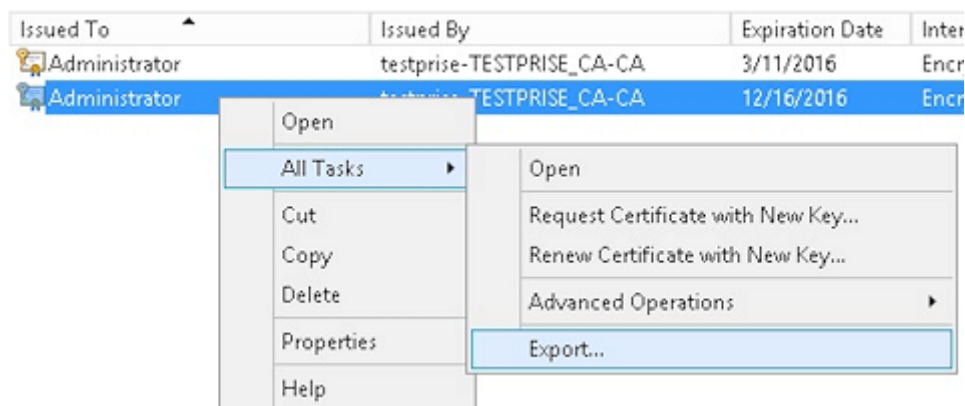 Issued To Issued By Expiration Date Inter
Administrator testprise-TESTPRISE_CA-CA 3/11/2016 Encry
Administrator testprise-TESTPRISE_CA-CA 12/16/2016 Encr
Open
All Tasks Open
Cut Request Certificate with New Key...
Copy Renew Certificate with New Key...
Delete Advanced Operations
Properties Export...
Help